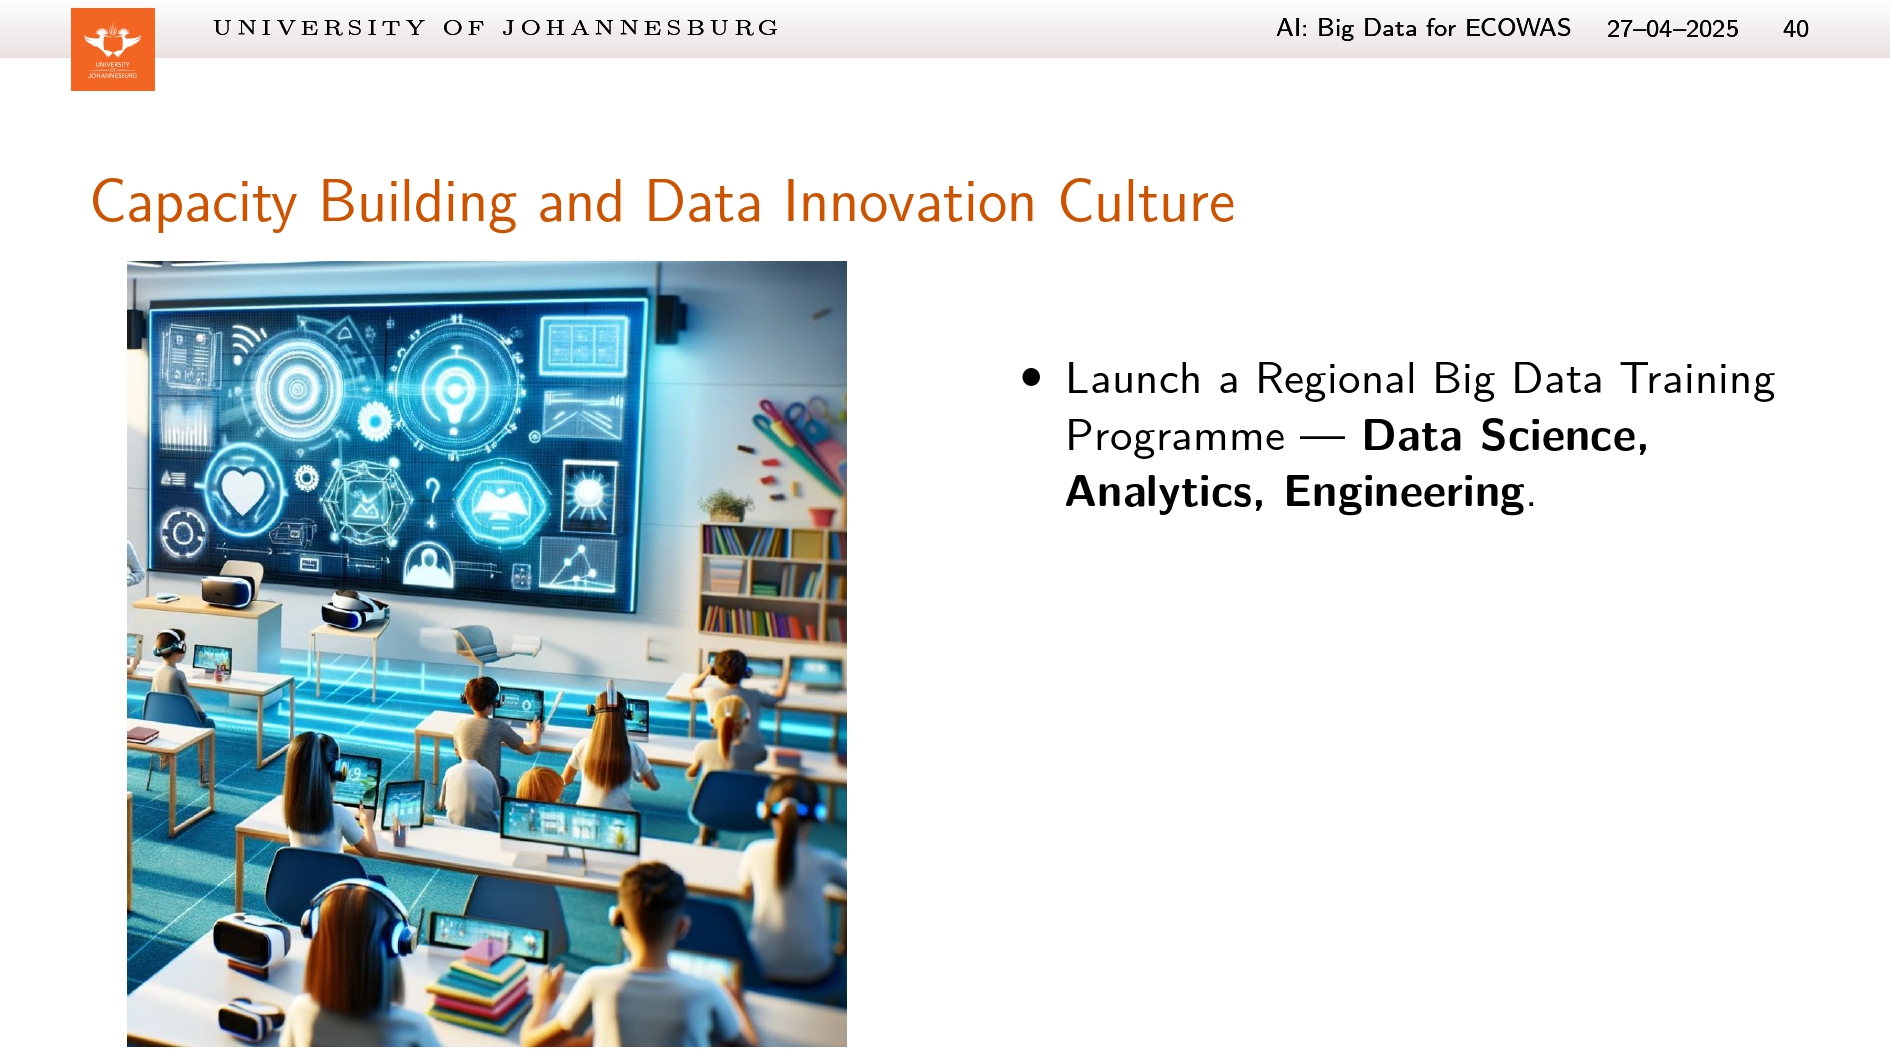 UNIVERSITY OF JOHANNESBURG
AI: Big Data for ECOWAS 27–04–2025 40
UNIVERSITY
OF
JOHANNESBURG
Capacity Building and Data Innovation Culture
• Launch a Regional Big Data Training
Programme — Data Science,
Analytics, Engineering.